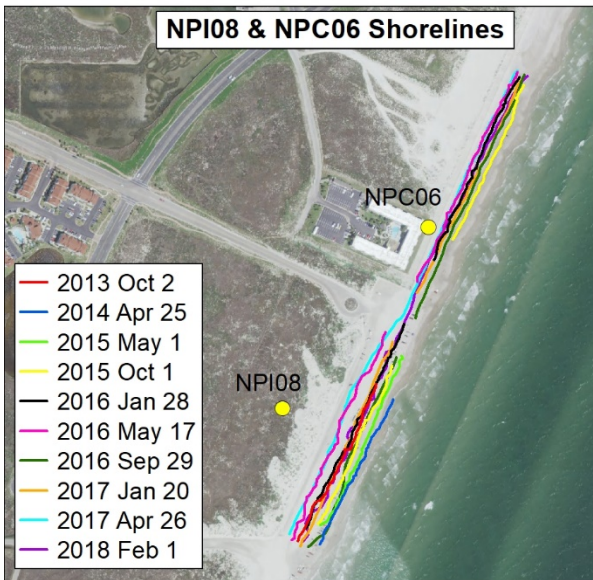 NPI08 & NPC06 Shorelines
NPC06
NPI08
2013 Oct 2
2014 Apr 25
2015 May 1
2015 Oct 1
2016 Jan 28
2016 May 17
2016 Sep 29
2017 Jan 20
2017 Apr 26
2018 Feb 1